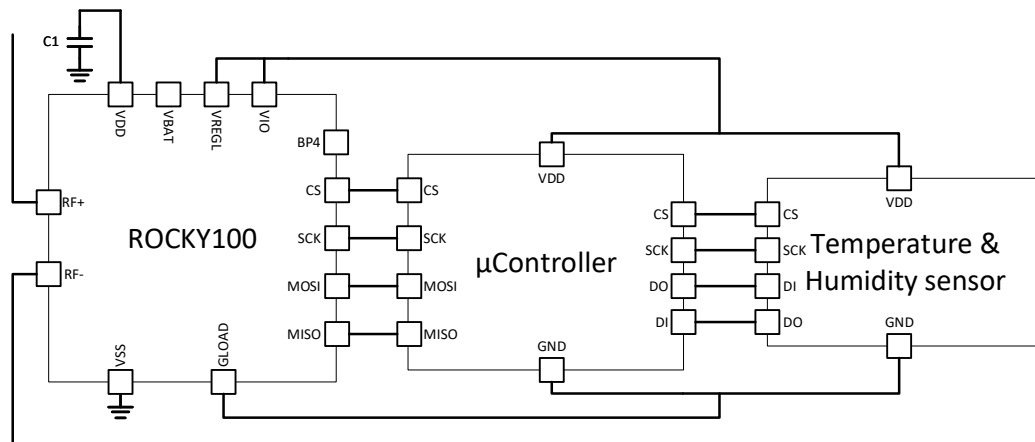 C1
VDD
VBAT
VREGL
VIO
BP4
RF+
RF-
ROCKY100
CS
SCK
MOSI
MISO
VSS
GLOAD
VDD
CS
SCK
MOSI
MISO
µController
CS
SCK
DO
DI
GND
VDD
CS
SCK
DI
DO
Temperature &
Humidity sensor
GND